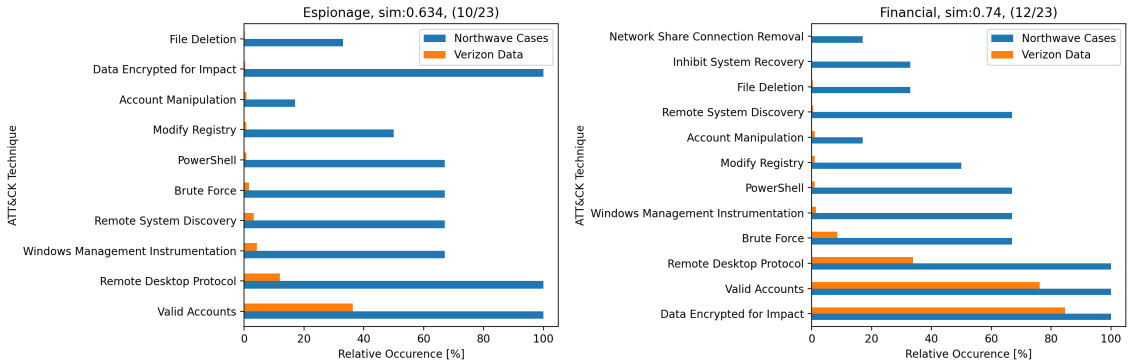 Espionage, sim:0.634, (10/23)
ATT&CK Technique
File Deletion
Data Encrypted for Impact
Account Manipulation
Modify Registry
PowerShell
Brute Force
Remote System Discovery
Windows Management Instrumentation
Remote Desktop Protocol
Valid Accounts
Northwave Cases
Verizon Data
0 20 40 60 80 100
Relative Occurence [%]
Financial, sim:0.74, (12/23)
ATT&CK Technique
Network Share Connection Removal
Inhibit System Recovery
File Deletion
Remote System Discovery
Account Manipulation
Modify Registry
PowerShell
Windows Management Instrumentation
Brute Force
Remote Desktop Protocol
Valid Accounts
Data Encrypted for Impact
Northwave Cases
Verizon Data
0 20 40 60 80 100
Relative Occurence [%]